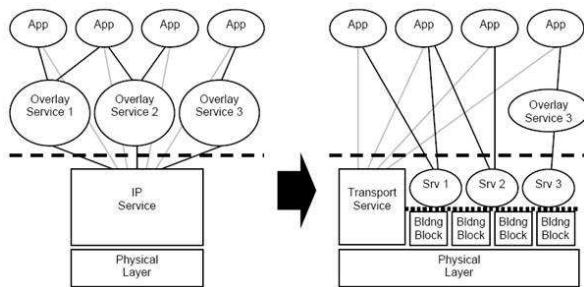 App App App App
Overlay
Service 1
Overlay
Service 2
Overlay
Service 3
IP
Service
Physical
Layer
App App App App
Overlay
Service 3
Transport
Service
Srv 1 Srv 2 Srv 3
Bldng
Block
Bldng
Block
Bldng
Block
Bldng
Block
Physical
Layer